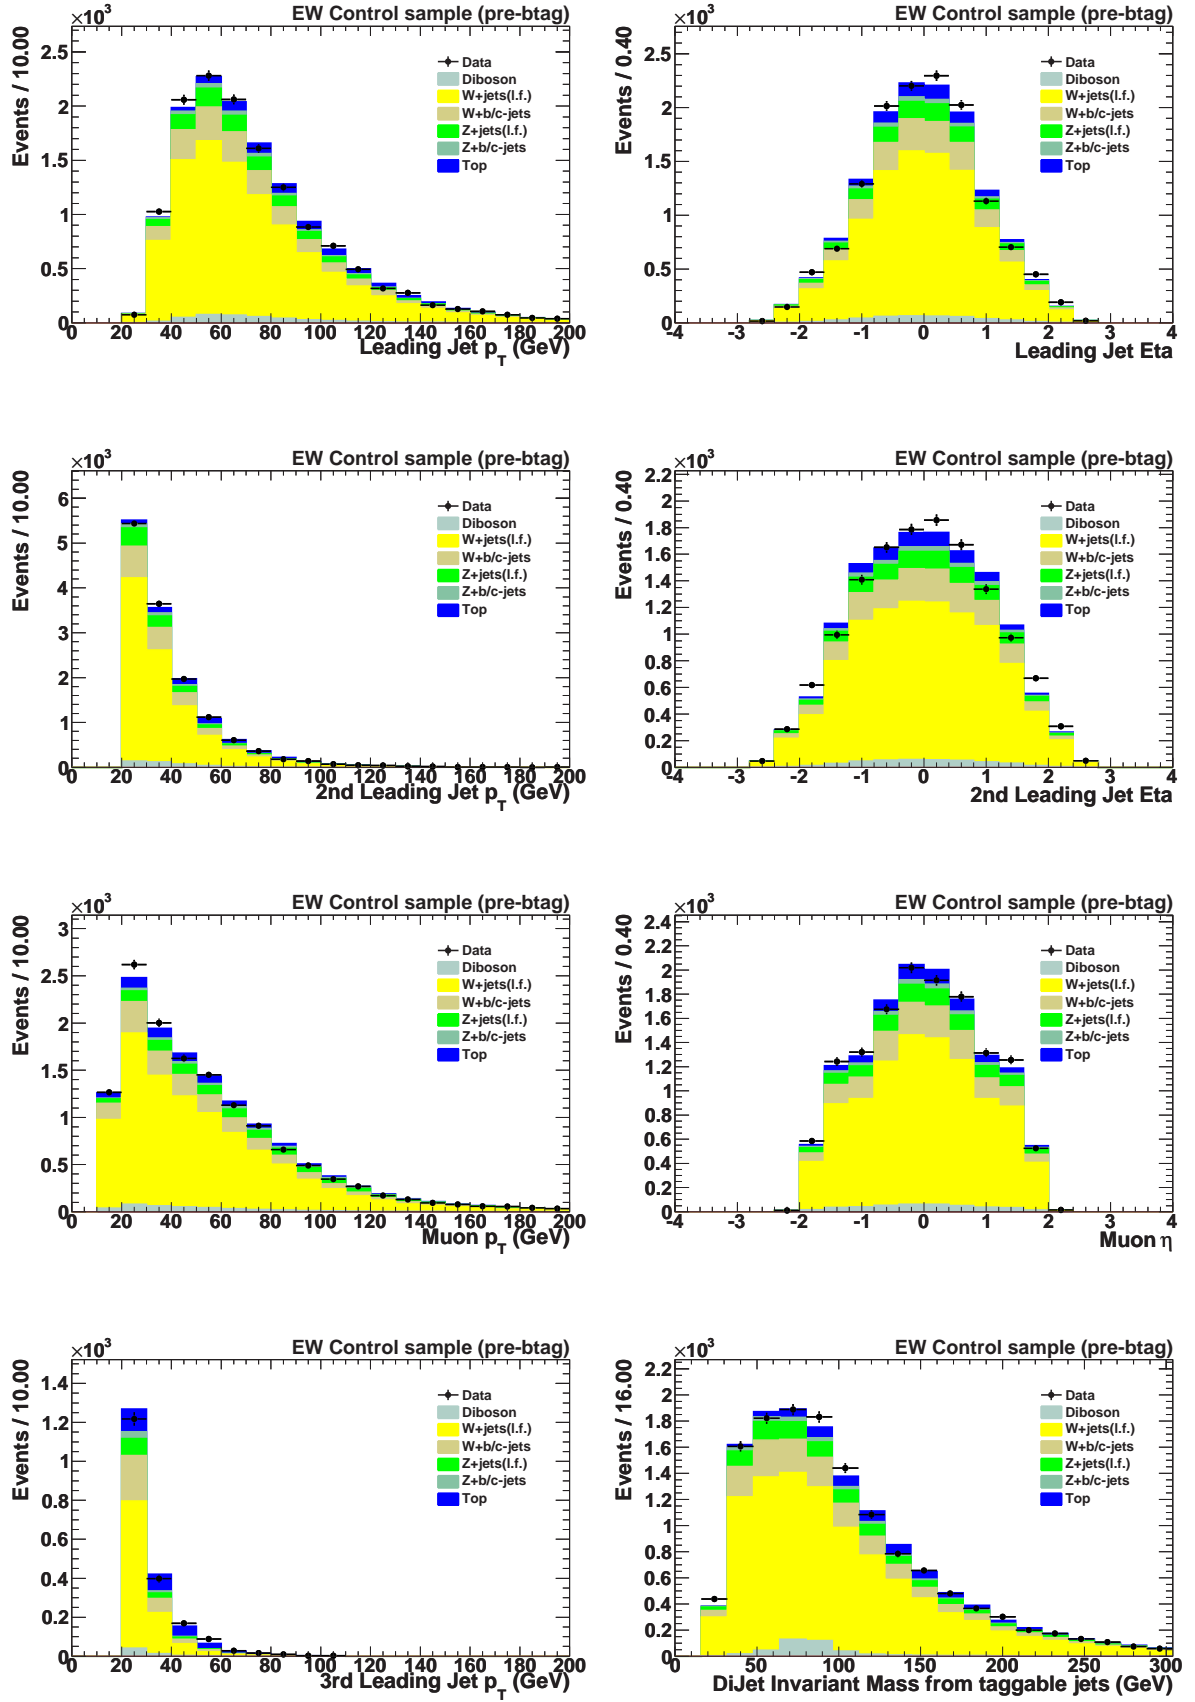 EW Control sample (pre-btag)
×10³
Events / 10.00
2.5
2
1.5
1
0.5
0
Data
Diboson
W+jets(l.f.)
W+b/c-jets
Z+jets(l.f.)
Z+b/c-jets
Top
0 20 40 60 80 100 120 140 160 180 200
Leading Jet p_T (GeV)
EW Control sample (pre-btag)
×10³
Events / 0.40
2.5
2
1.5
1
0.5
0
Data
Diboson
W+jets(l.f.)
W+b/c-jets
Z+jets(l.f.)
Z+b/c-jets
Top
-4 -3 -2 -1 0 1 2 3 4
Leading Jet Eta
EW Control sample (pre-btag)
×10³
Events / 10.00
6
5
4
3
2
1
0
Data
Diboson
W+jets(l.f.)
W+b/c-jets
Z+jets(l.f.)
Z+b/c-jets
Top
0 20 40 60 80 100 120 140 160 180 200
2nd Leading Jet p_T (GeV)
EW Control sample (pre-btag)
×10³
Events / 0.40
2.2
2
1.8
1.6
1.4
1.2
1
0.8
0.6
0.4
0.2
0
Data
Diboson
W+jets(l.f.)
W+b/c-jets
Z+jets(l.f.)
Z+b/c-jets
Top
-4 -3 -2 -1 0 1 2 3 4
2nd Leading Jet Eta
EW Control sample (pre-btag)
×10³
Events / 10.00
3
2.5
2
1.5
1
0.5
0
Data
Diboson
W+jets(l.f.)
W+b/c-jets
Z+jets(l.f.)
Z+b/c-jets
Top
0 20 40 60 80 100 120 140 160 180 200
Muon p_T (GeV)
EW Control sample (pre-btag)
×10³
Events / 0.40
2.4
2.2
2
1.8
1.6
1.4
1.2
1
0.8
0.6
0.4
0.2
0
Data
Diboson
W+jets(l.f.)
W+b/c-jets
Z+jets(l.f.)
Z+b/c-jets
Top
-4 -3 -2 -1 0 1 2 3 4
Muon η
EW Control sample (pre-btag)
×10³
Events / 10.00
1.4
1.2
1
0.8
0.6
0.4
0.2
0
Data
Diboson
W+jets(l.f.)
W+b/c-jets
Z+jets(l.f.)
Z+b/c-jets
Top
0 20 40 60 80 100 120 140 160 180 200
3rd Leading Jet p_T (GeV)
EW Control sample (pre-btag)
×10³
Events / 16.00
2.2
2
1.8
1.6
1.4
1.2
1
0.8
0.6
0.4
0.2
0
Data
Diboson
W+jets(l.f.)
W+b/c-jets
Z+jets(l.f.)
Z+b/c-jets
Top
0 50 100 150 200 250 300
DiJet Invariant Mass from taggable jets (GeV)